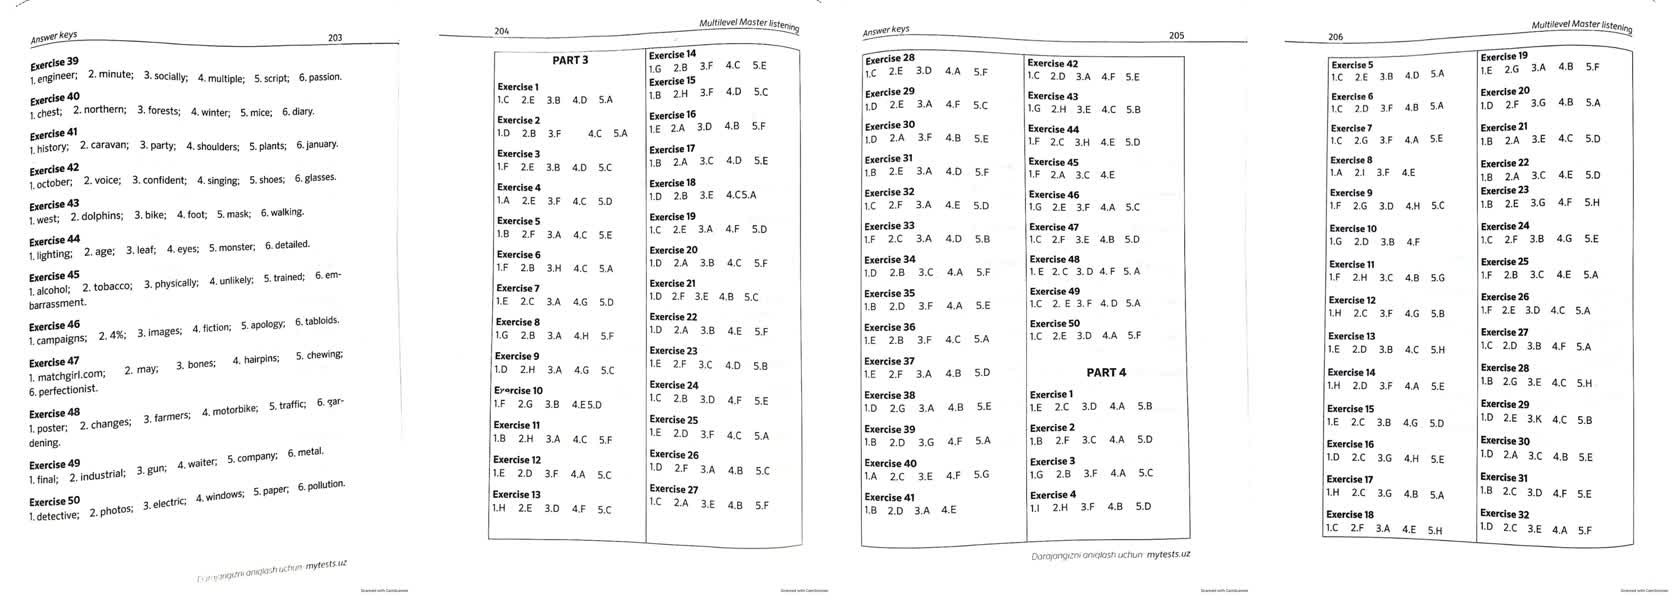 Answer keys
203
Exercise 39
1. engineer; 2. minute; 3. socially; 4. multiple; 5. script; 6. passion.
Exercise 40
1. chest; 2. northern; 3. forests; 4. winter; 5. mice; 6. diary.
Exercise 41
1. history; 2. caravan; 3. party; 4. shoulders; 5. plants; 6. january.
Exercise 42
1. october; 2. voice; 3. confident; 4. singing; 5. shoes; 6. glasses.
Exercise 43
1. west; 2. dolphins; 3. bike; 4. foot; 5. mask; 6. walking.
Exercise 44
1. lighting; 2. age; 3. leaf; 4. eyes; 5. monster; 6. detailed.
Exercise 45
1. alcohol; 2. tobacco; 3. physically; 4. unlikely; 5. trained; 6. em-
barrassment.
Exercise 46
1. campaigns; 2. 4%; 3. images; 4. fiction; 5. apology; 6. tabloids.
Exercise 47
1. matchgirl.com; 2. may; 3. bones; 4. hairpins; 5. chewing;
6. perfectionist.
Exercise 48
1. poster; 2. changes; 3. farmers; 4. motorbike; 5. traffic; 6. gar-
dening.
Exercise 49
1. final; 2. industrial; 3. gun; 4. waiter; 5. company; 6. metal.
Exercise 50
1. detective; 2. photos; 3. electric; 4. windows; 5. paper; 6. pollution.
Darajangizni aniqlash uchun mytests.uz
Scanned with CamScanner
204
Multilevel Master listening
PART 3
Exercise 1
1.C 2.E 3.B 4.D 5.A
Exercise 2
1.D 2.B 3.F 4.C 5.A
Exercise 3
1.F 2.E 3.B 4.D 5.C
Exercise 4
1.A 2.E 3.F 4.C 5.D
Exercise 5
1.B 2.F 3.A 4.C 5.E
Exercise 6
1.F 2.B 3.H 4.C 5.A
Exercise 7
1.E 2.C 3.A 4.G 5.D
Exercise 8
1.G 2.B 3.A 4.H 5.F
Exercise 9
1.D 2.H 3.A 4.G 5.C
Exercise 10
1.F 2.G 3.B 4.E5.D
Exercise 11
1.B 2.H 3.A 4.C 5.F
Exercise 12
1.E 2.D 3.F 4.A 5.C
Exercise 13
1.H 2.E 3.D 4.F 5.C
Exercise 14
1.G 2.B 3.F 4.C 5.E
Exercise 15
1.B 2.H 3.F 4.D 5.C
Exercise 16
1.E 2.A 3.D 4.B 5.F
Exercise 17
1.B 2.A 3.C 4.D 5.E
Exercise 18
1.D 2.B 3.E 4.C5.A
Exercise 19
1.C 2.E 3.A 4.F 5.D
Exercise 20
1.D 2.A 3.B 4.C 5.F
Exercise 21
1.D 2.F 3.E 4.B 5.C
Exercise 22
1.D 2.A 3.B 4.E 5.F
Exercise 23
1.E 2.F 3.C 4.D 5.B
Exercise 24
1.C 2.B 3.D 4.F 5.E
Exercise 25
1.E 2.D 3.F 4.C 5.A
Exercise 26
1.D 2.F 3.A 4.B 5.C
Exercise 27
1.C 2.A 3.E 4.B 5.F
Scanned with CamScanner
Answer keys
205
Exercise 28
1.C 2.E 3.D 4.A 5.F
Exercise 29
1.D 2.E 3.A 4.F 5.C
Exercise 30
1.D 2.A 3.F 4.B 5.E
Exercise 31
1.B 2.E 3.A 4.D 5.F
Exercise 32
1.C 2.F 3.A 4.E 5.D
Exercise 33
1.F 2.C 3.A 4.D 5.B
Exercise 34
1.D 2.B 3.C 4.A 5.F
Exercise 35
1.B 2.D 3.F 4.A 5.E
Exercise 36
1.E 2.B 3.F 4.C 5.A
Exercise 37
1.E 2.F 3.A 4.B 5.D
Exercise 38
1.D 2.G 3.A 4.B 5.E
Exercise 39
1.B 2.D 3.G 4.F 5.A
Exercise 40
1.A 2.C 3.E 4.F 5.G
Exercise 41
1.B 2.D 3.A 4.E
Exercise 42
1.C 2.D 3.A 4.F 5.E
Exercise 43
1.G 2.H 3.E 4.C 5.B
Exercise 44
1.F 2.C 3.H 4.E 5.D
Exercise 45
1.F 2.A 3.C 4.E
Exercise 46
1.G 2.E 3.F 4.A 5.C
Exercise 47
1.C 2.F 3.E 4.B 5.D
Exercise 48
1. E 2. C 3. D 4. F 5. A
Exercise 49
1.C 2. E 3. F 4. D 5.A
Exercise 50
1.C 2.E 3.D 4.A 5.F
PART 4
Exercise 1
1.E 2.C 3.D 4.A 5.B
Exercise 2
1.B 2.F 3.C 4.A 5.D
Exercise 3
1.G 2.B 3.F 4.A 5.C
Exercise 4
1.I 2.H 3.F 4.B 5.D
Darajangizni aniqlash uchun mytests.uz
Scanned with CamScanner
206
Multilevel Master listening
Exercise 5
1.C 2.E 3.B 4.D 5.A
Exercise 6
1.C 2.D 3.F 4.B 5.A
Exercise 7
1.C 2.G 3.F 4.A 5.E
Exercise 8
1.A 2.I 3.F 4.E
Exercise 9
1.F 2.G 3.D 4.H 5.C
Exercise 10
1.G 2.D 3.B 4.F
Exercise 11
1.F 2.H 3.C 4.B 5.G
Exercise 12
1.H 2.C 3.F 4.G 5.B
Exercise 13
1.E 2.D 3.B 4.C 5.H
Exercise 14
1.H 2.D 3.F 4.A 5.E
Exercise 15
1.E 2.C 3.B 4.G 5.D
Exercise 16
1.D 2.C 3.G 4.H 5.E
Exercise 17
1.H 2.C 3.G 4.B 5.A
Exercise 18
1.C 2.F 3.A 4.E 5.H
Exercise 19
1.E 2.G 3.A 4.B 5.F
Exercise 20
1.D 2.F 3.G 4.B 5.A
Exercise 21
1.B 2.A 3.E 4.C 5.D
Exercise 22
1.B 2.A 3.C 4.E 5.D
Exercise 23
1.B 2.E 3.G 4.F 5.H
Exercise 24
1.C 2.F 3.B 4.G 5.E
Exercise 25
1.F 2.B 3.C 4.E 5.A
Exercise 26
1.F 2.E 3.D 4.C 5.A
Exercise 27
1.C 2.D 3.B 4.F 5.A
Exercise 28
1.B 2.G 3.E 4.C 5.H
Exercise 29
1.D 2.E 3.K 4.C 5.B
Exercise 30
1.D 2.A 3.C 4.B 5.E
Exercise 31
1.B 2.C 3.D 4.F 5.E
Exercise 32
1.D 2.C 3.E 4.A 5.F
Scanned with CamScanner